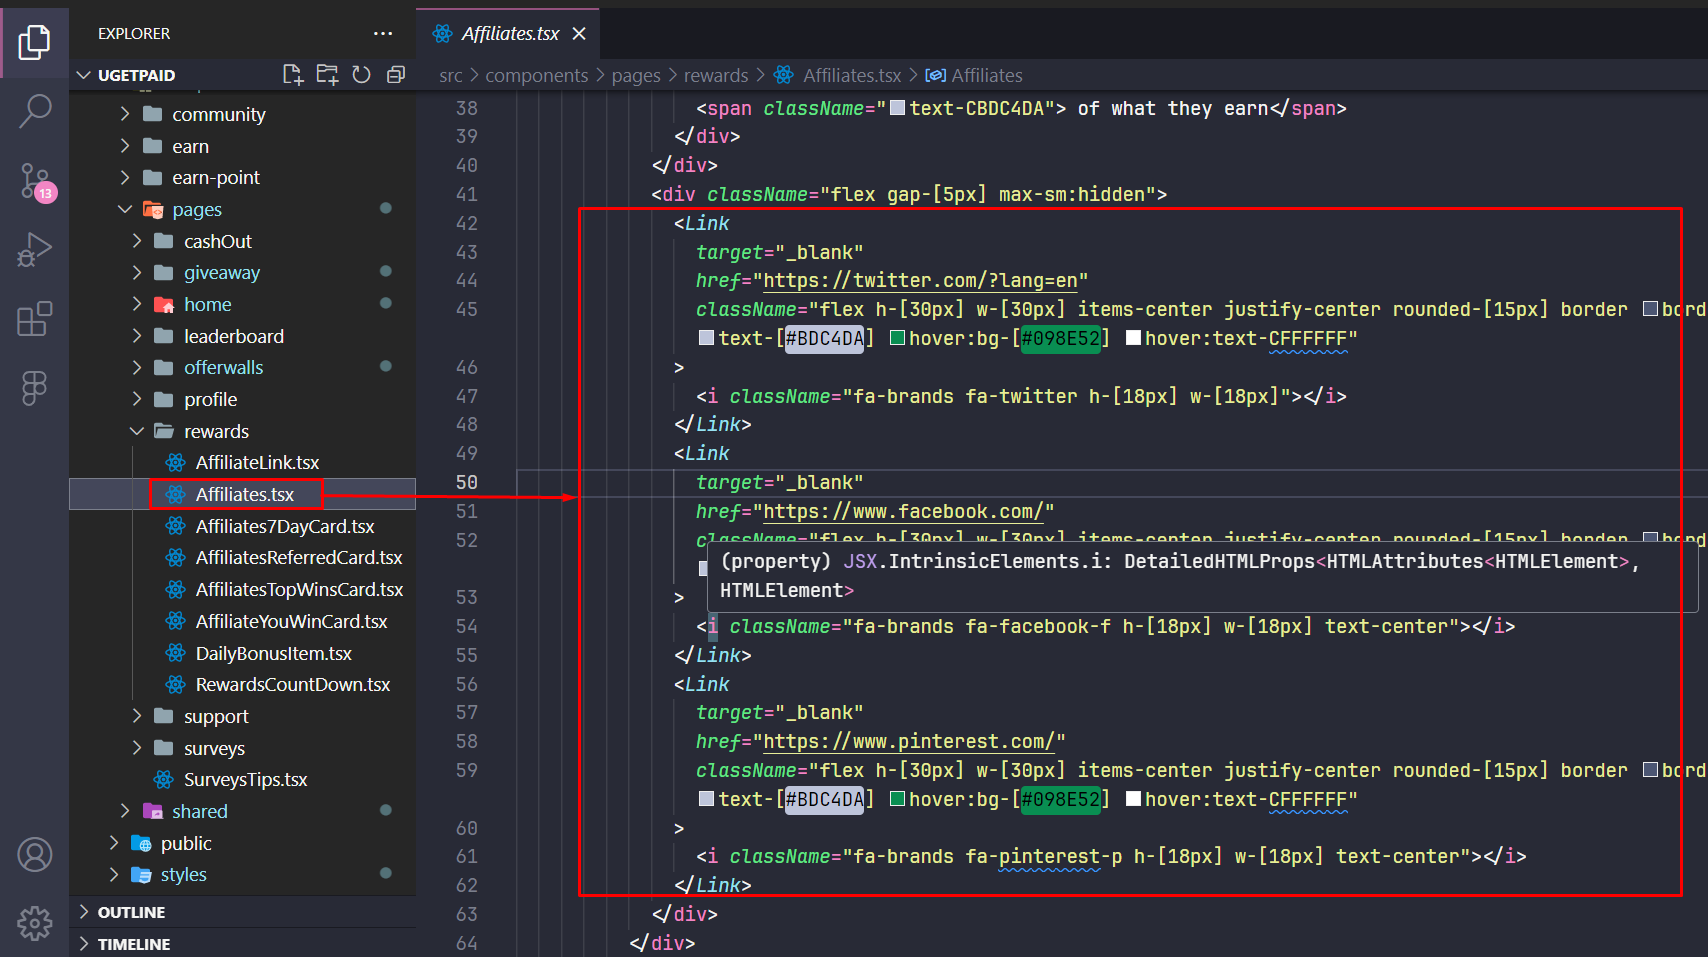 EXPLORER
UGETPAID
community
earn
earn-point
pages
cashOut
giveaway
home
leaderboard
offerwalls
profile
rewards
AffiliateLink.tsx
Affiliates.tsx
Affiliates7DayCard.tsx
AffiliatesReferredCard.tsx
AffiliatesTopWinsCard.tsx
AffiliateYouWinCard.tsx
DailyBonusItem.tsx
RewardsCountDown.tsx
support
surveys
SurveysTips.tsx
shared
public
styles
OUTLINE
TIMELINE
13
Affiliates.tsx
src > components > pages > rewards > Affiliates.tsx > Affiliates
38 <span className="text-CBDC4DA"> of what they earn</span>
39 </div>
40 </div>
41 <div className="flex gap-[5px] max-sm:hidden">
42 <Link
43 target="_blank"
44 href="https://twitter.com/?lang=en"
45 className="flex h-[30px] w-[30px] items-center justify-center rounded-[15px] border bord
text-[#BDC4DA] hover:bg-[#098E52] hover:text-CFFFFFF"
46 >
47 <i className="fa-brands fa-twitter h-[18px] w-[18px]"></i>
48 </Link>
49 <Link
50 target="_blank"
51 href="https://www.facebook.com/"
52 className="flex h-[30px] w-[30px] items-center justify-center rounded-[15px] border bord
(property) JSX.IntrinsicElements.i: DetailedHTMLProps<HTMLAttributes<HTMLElement>,
HTMLElement>
53 >
54 <i className="fa-brands fa-facebook-f h-[18px] w-[18px] text-center"></i>
55 </Link>
56 <Link
57 target="_blank"
58 href="https://www.pinterest.com/"
59 className="flex h-[30px] w-[30px] items-center justify-center rounded-[15px] border bord
text-[#BDC4DA] hover:bg-[#098E52] hover:text-CFFFFFF"
60 >
61 <i className="fa-brands fa-pinterest-p h-[18px] w-[18px] text-center"></i>
62 </Link>
63 </div>
64 </div>